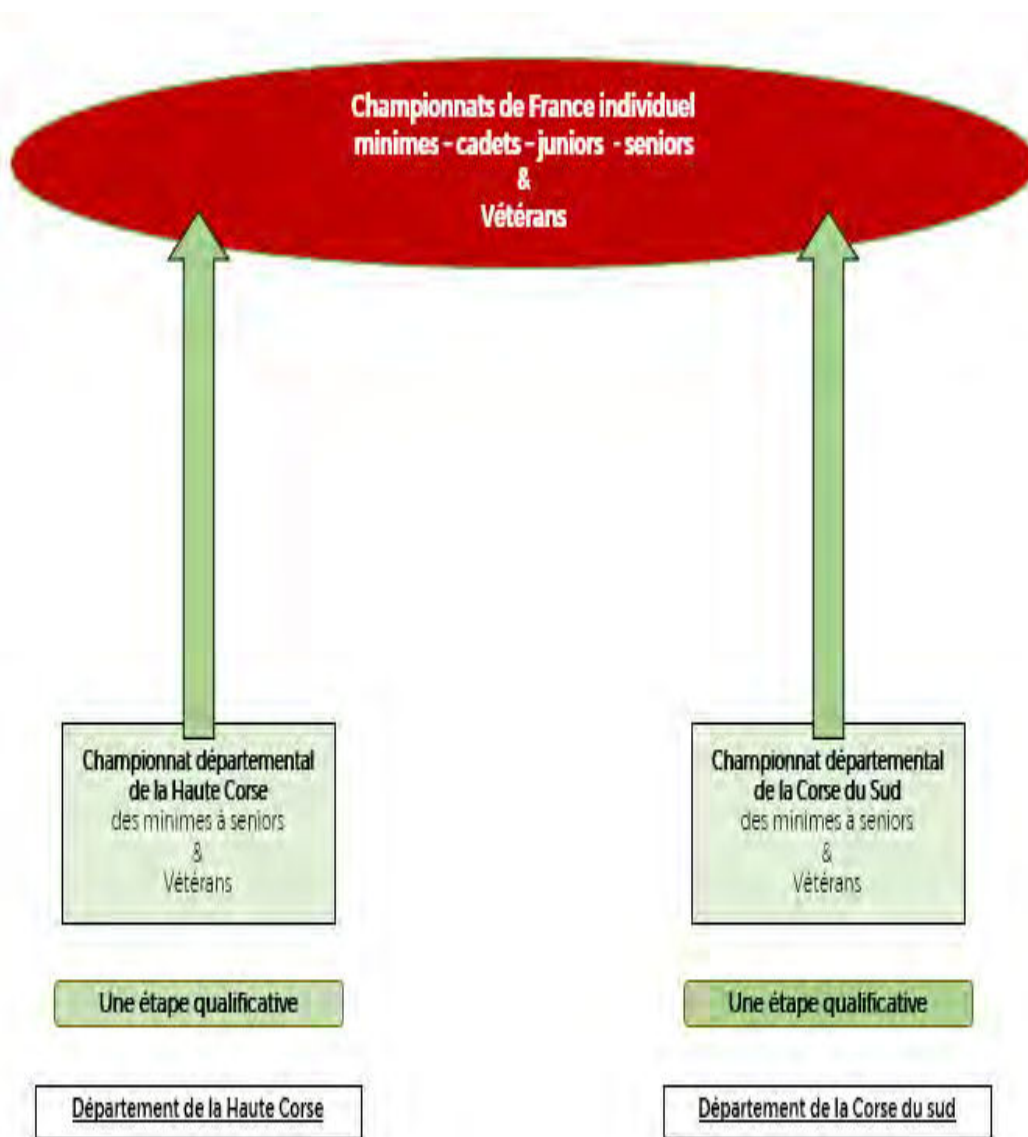 Championnats de France individuel
minimes - cadets - juniors - seniors
&
Vétérans
Championnat départemental
de la Haute Corse
des minimes à seniors
&
Vétérans
Championnat départemental
de la Corse du Sud
des minimes à seniors
&
Vétérans
Une étape qualificative
Une étape qualificative
Département de la Haute Corse
Département de la Corse du sud